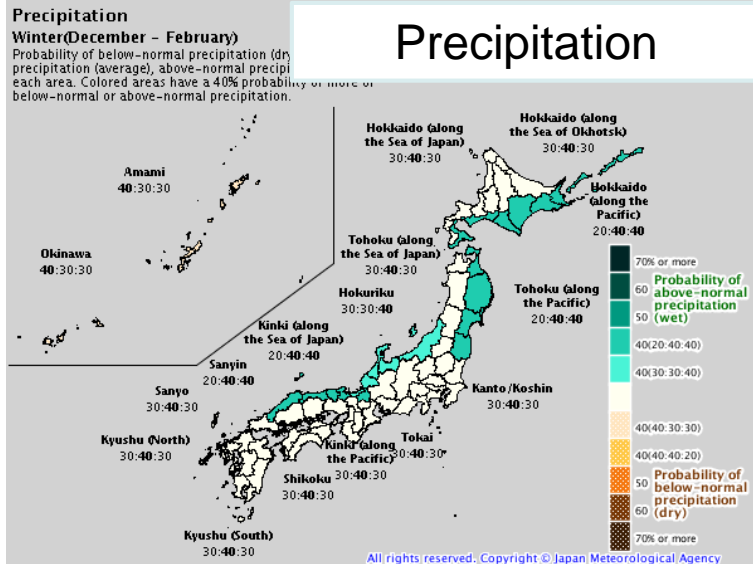 Precipitation
Winter(December - February)
Probability of below-normal precipitation (dry
precipitation (average), above-normal precipi
each area. Colored areas have a 40% probability or more of
below-normal or above-normal precipitation.
Precipitation
Hokkaido (along
the Sea of Japan)
30:40:30
Hokkaido (along
the Sea of Okhotsk)
30:40:30
Amami
40:30:30
Hokkaido
(along the
Pacific)
20:40:40
Okinawa
40:30:30
Tohoku (along
the Sea of Japan)
30:40:30
Hokuriku
30:30:40
Tohoku (along
the Pacific)
20:40:40
Kinki (along
the Sea of Japan)
20:40:40
Sanyin
20:40:40
Sanyo
30:40:30
Kanto/Koshin
30:40:30
Kyushu (North)
30:40:30
Kinki (along
the Pacific)
30:40:30
Tokai
30:40:30
Shikoku
30:40:30
Kyushu (South)
30:40:30
70% or more
60
50
Probability of
above-normal
precipitation
(wet)
40(20:40:40)
40(30:30:40)
40(40:30:30)
40(40:40:20)
50
60
Probability of
below-normal
precipitation
(dry)
70% or more
All rights reserved. Copyright © Japan Meteorological Agency